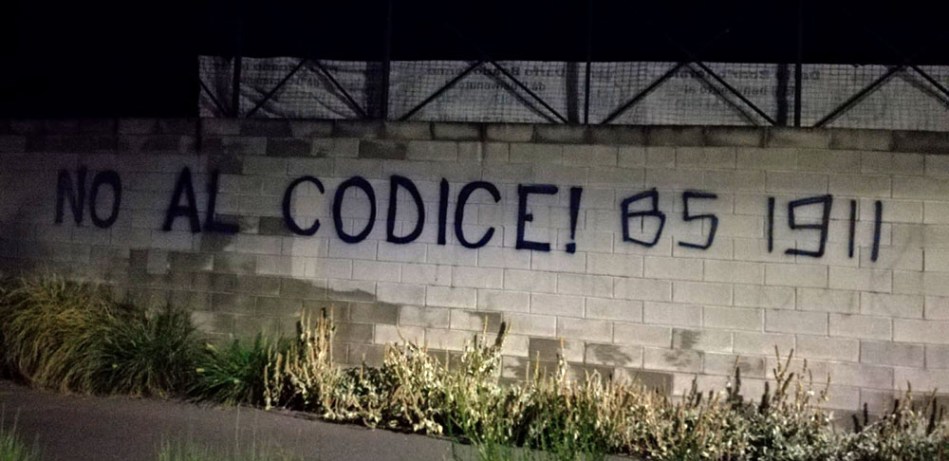 NO AL CODICE! BS 1911